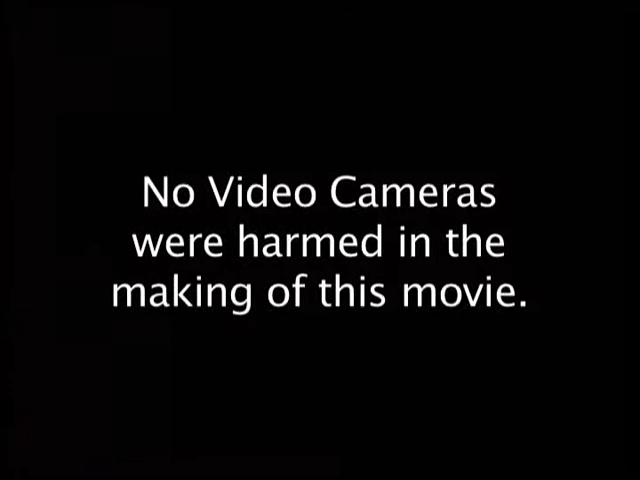 No Video Cameras
were harmed in the
making of this movie.